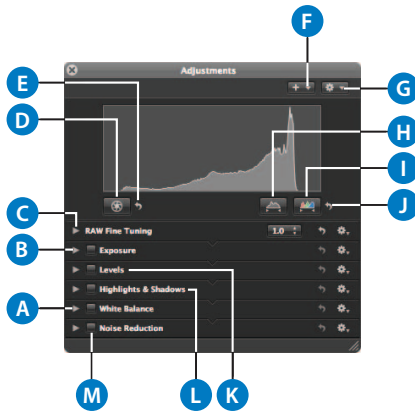 F
Adjustments
E
G
D
H
I
J
C
RAW Fine Tuning 1.0
B
Exposure
Levels
Highlights & Shadows
A
White Balance
Noise Reduction
M
L
K